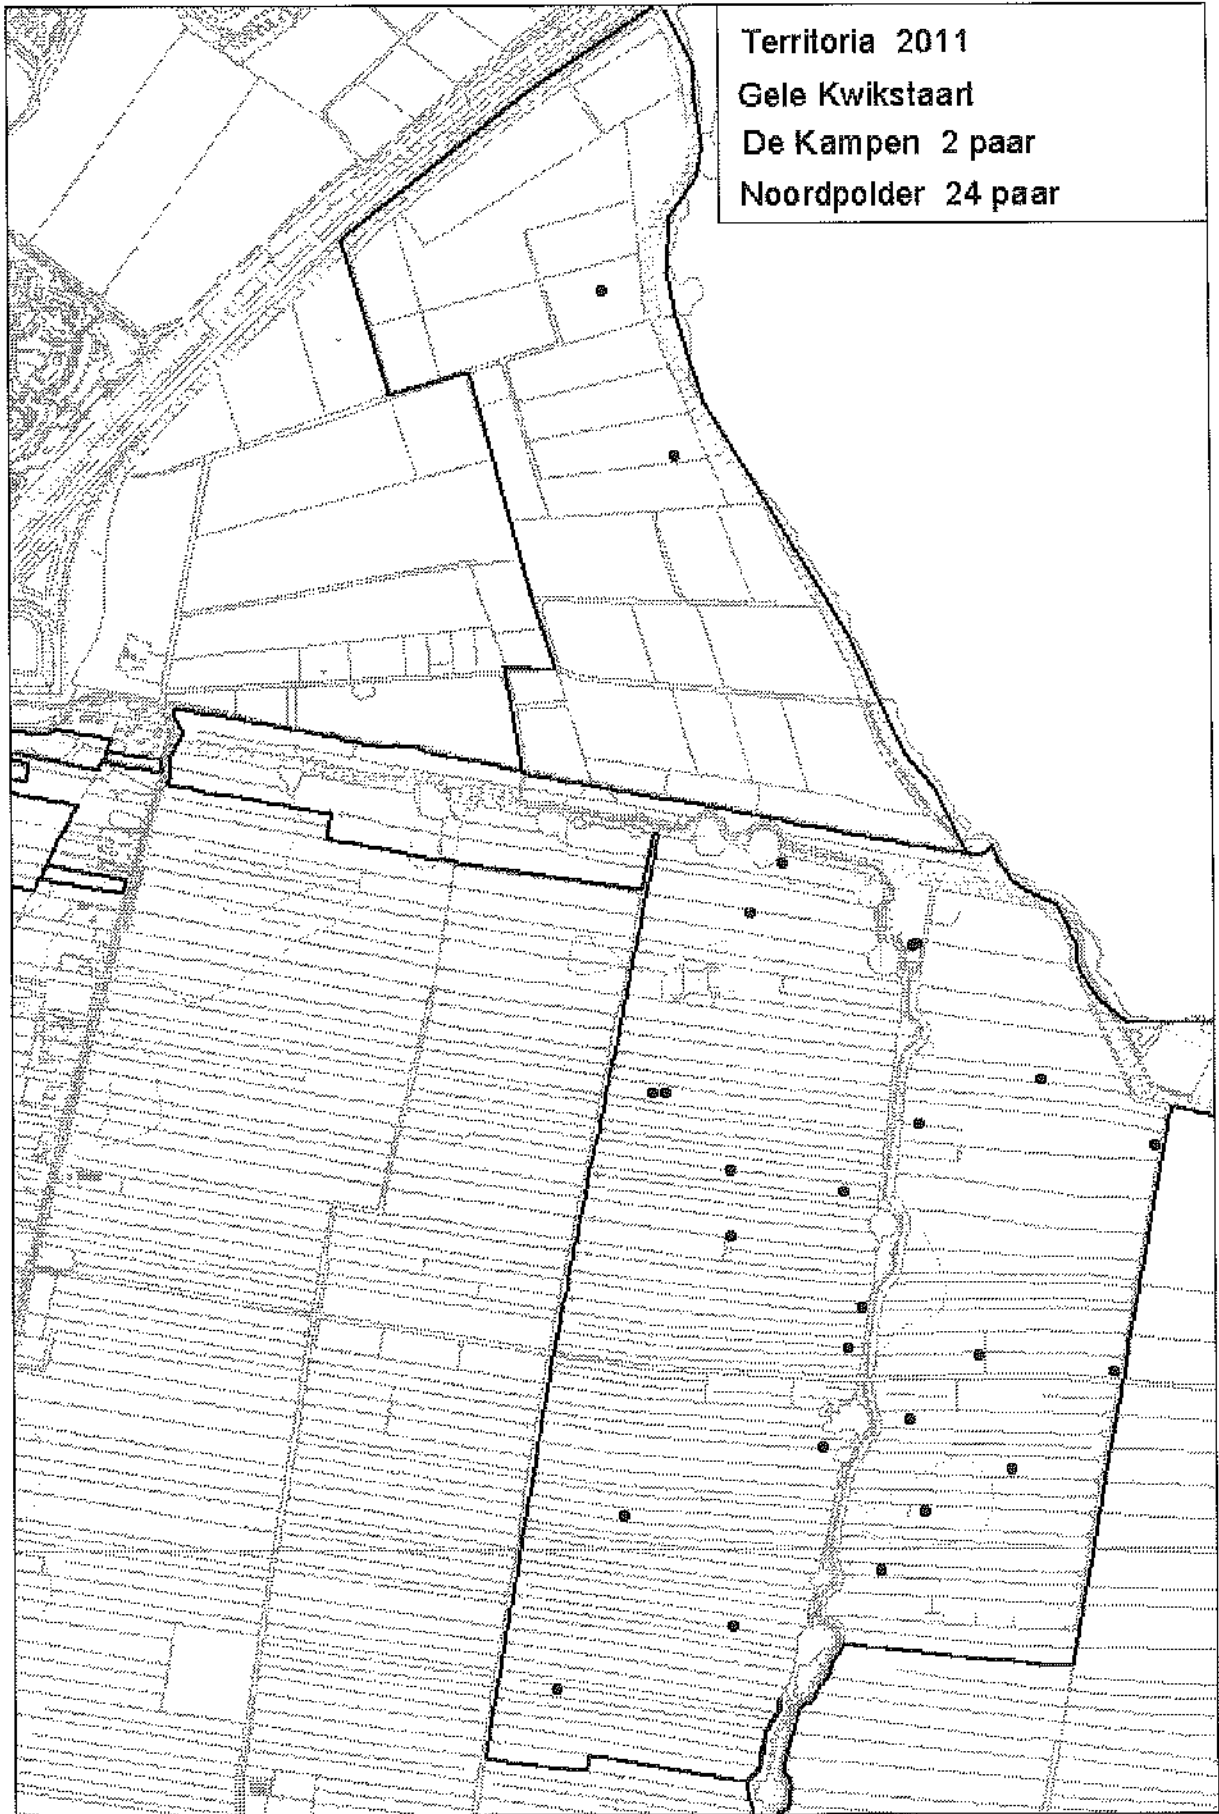 Territoria 2011
Gele Kwikstaart
De Kampen 2 paar
Noordpolder 24 paar